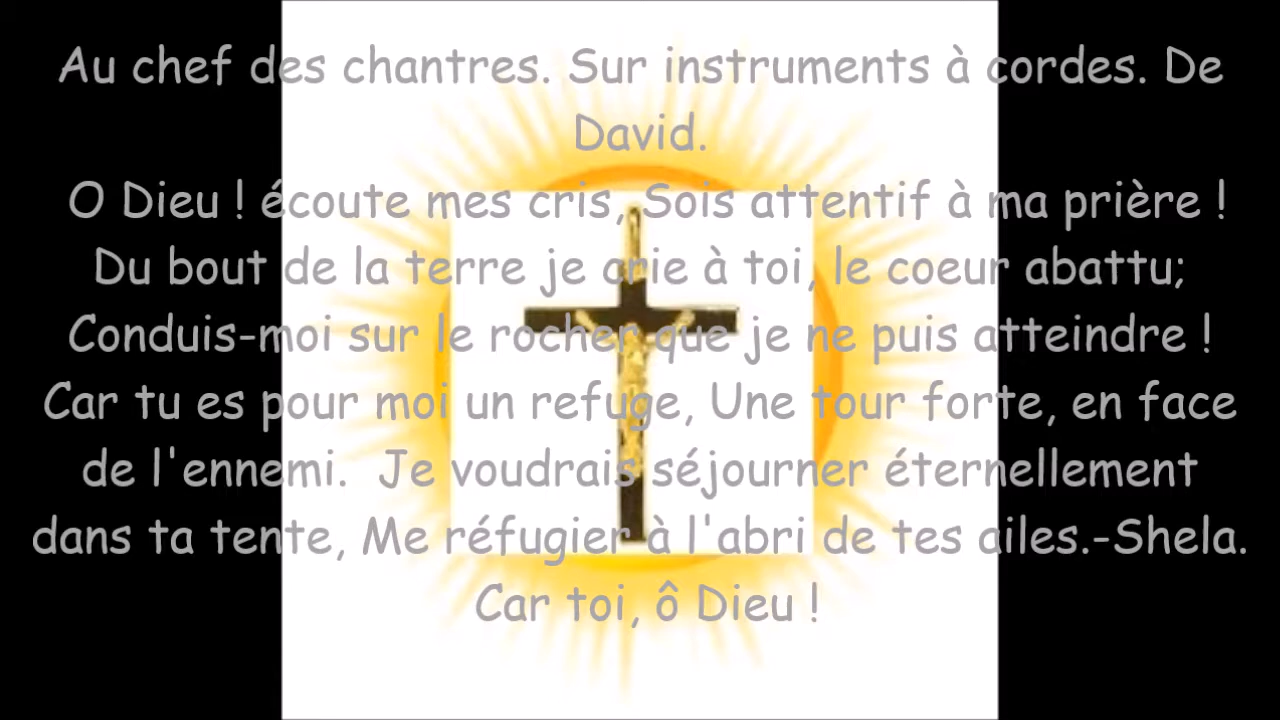 Au chef des chantres. Sur instruments à cordes. De
David.
O Dieu ! écoute mes cris, Sois attentif à ma prière !
Du bout de la terre je crie à toi, le coeur abattu;
Conduis-moi sur le rocher que je ne puis atteindre !
Car tu es pour moi un refuge, Une tour forte, en face
de l'ennemi.  Je voudrais séjourner éternellement
dans ta tente, Me réfugier à l'abri de tes ailes.-Shela.
Car toi, ô Dieu !